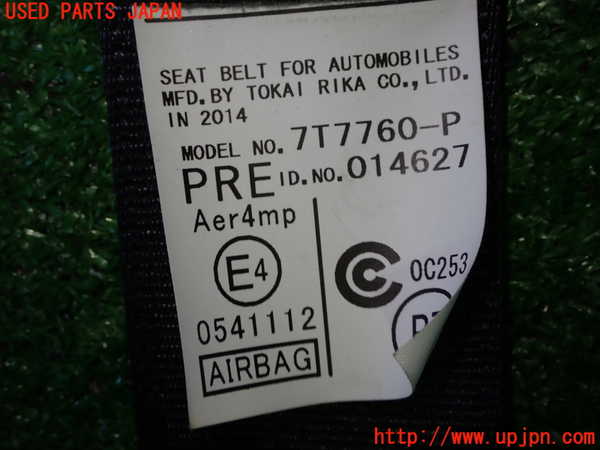 USED PARTS JAPAN
SEAT BELT FOR AUTOMOBILES
MFD.BY TOKAI RIKA CO.,LTD.
IN 2014
MODEL NO. 7T7760-P
PRE ID.NO. 014627
Aer4mp
E4
0541112
AIRBAG
OC253
http://www.upjpn.com